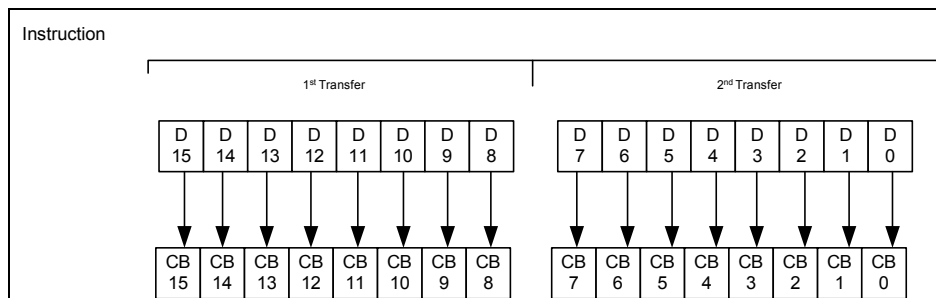 Instruction
1st Transfer 2nd Transfer
D D D D D D D D D D D D D D D D
15 14 13 12 11 10 9 8 7 6 5 4 3 2 1 0
CB CB CB CB CB CB CB CB CB CB CB CB CB CB CB CB
15 14 13 12 11 10 9 8 7 6 5 4 3 2 1 0